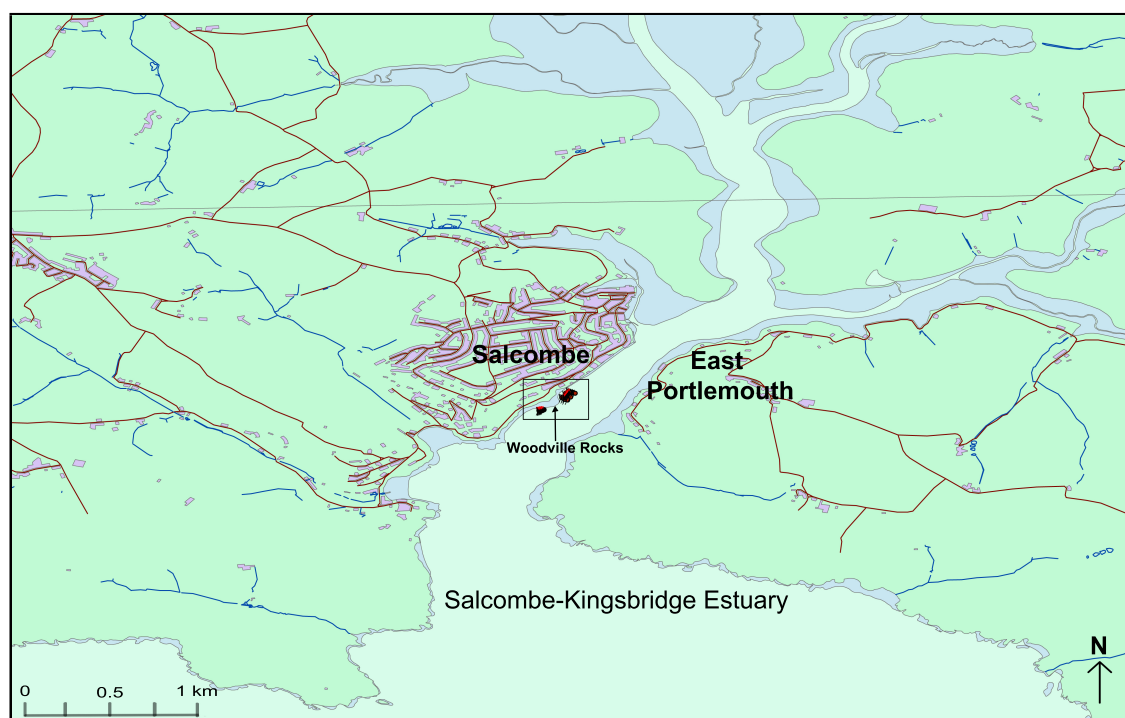 Salcombe
East
Portlemouth
Woodville Rocks
Salcombe-Kingsbridge Estuary
N
0 0.5 1 km